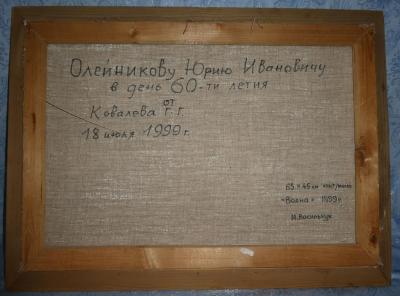 Олейникову Юрию Ивановичу
в день 60-ти летия
от
Ковалева Г. Г.
18 июля 1999 г.
65 x 45 см холст/масло
"Волна" 1999 г.
И. Васильчук